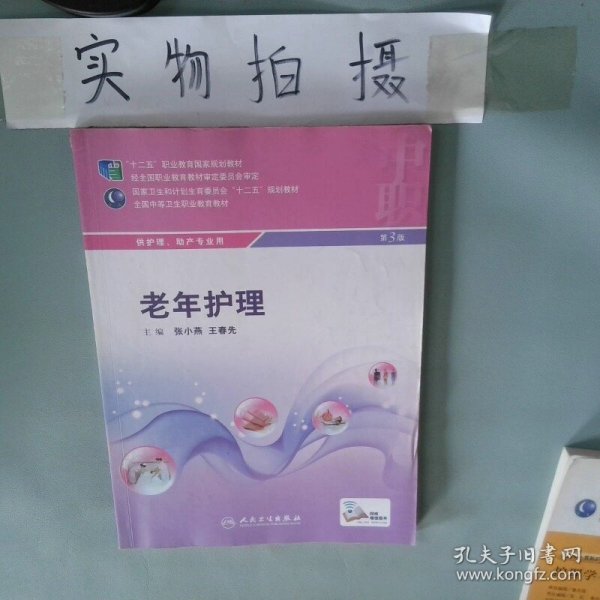 实物拍摄
"十二五"职业教育国家规划教材
经全国职业教育教材审定委员会审定
国家卫生和计划生育委员会"十二五"规划教材
全国中等卫生职业教育教材
中职
供护理、助产专业用
第3版
老年护理
主编 张小燕 王春先
人民卫生出版社
孔夫子旧书网
www.kongfz.com